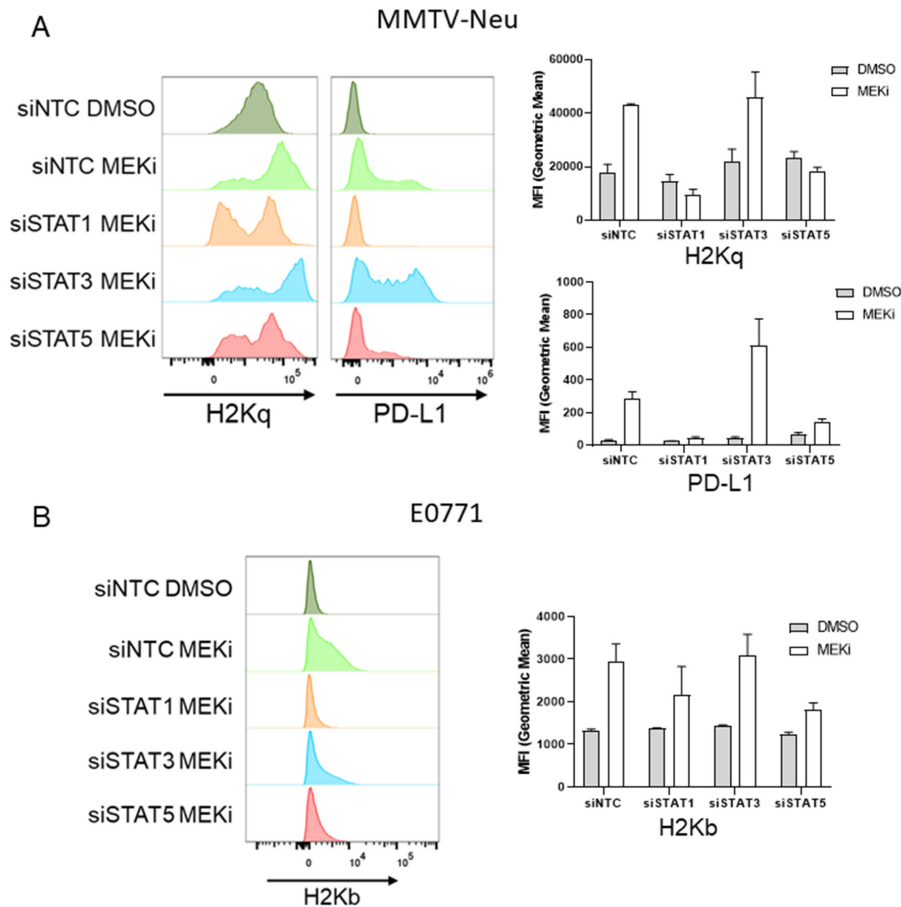 A
MMTV-Neu
siNTC DMSO
siNTC MEKi
siSTAT1 MEKi
siSTAT3 MEKi
siSTAT5 MEKi
0 10^5
H2Kq
0 10^4 10^6
PD-L1
60000
40000
20000
0
MFI (Geometric Mean)
DMSO
MEKi
siNTC siSTAT1 siSTAT3 siSTAT5
H2Kq
1000
800
600
400
200
0
MFI (Geometric Mean)
DMSO
MEKi
siNTC siSTAT1 siSTAT3 siSTAT5
PD-L1
B
E0771
siNTC DMSO
siNTC MEKi
siSTAT1 MEKi
siSTAT3 MEKi
siSTAT5 MEKi
0 10^4 10^5
H2Kb
4000
3000
2000
1000
0
MFI (Geometric Mean)
DMSO
MEKi
siNTC siSTAT1 siSTAT3 siSTAT5
H2Kb